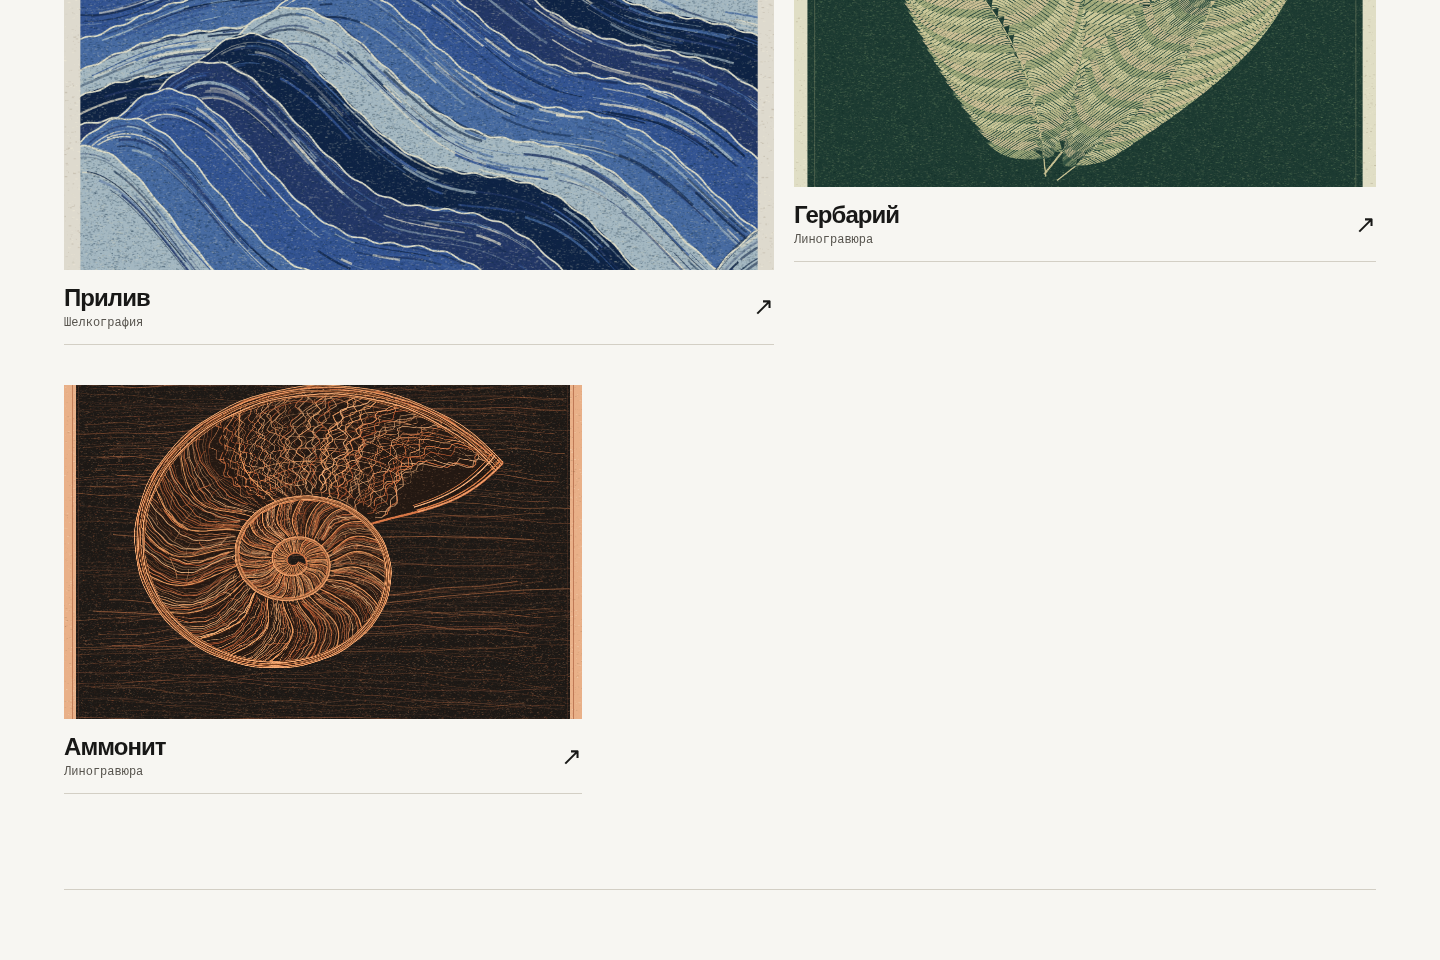 Гербарий
Линогравюра
Прилив
Шелкография
Аммонит
Линогравюра